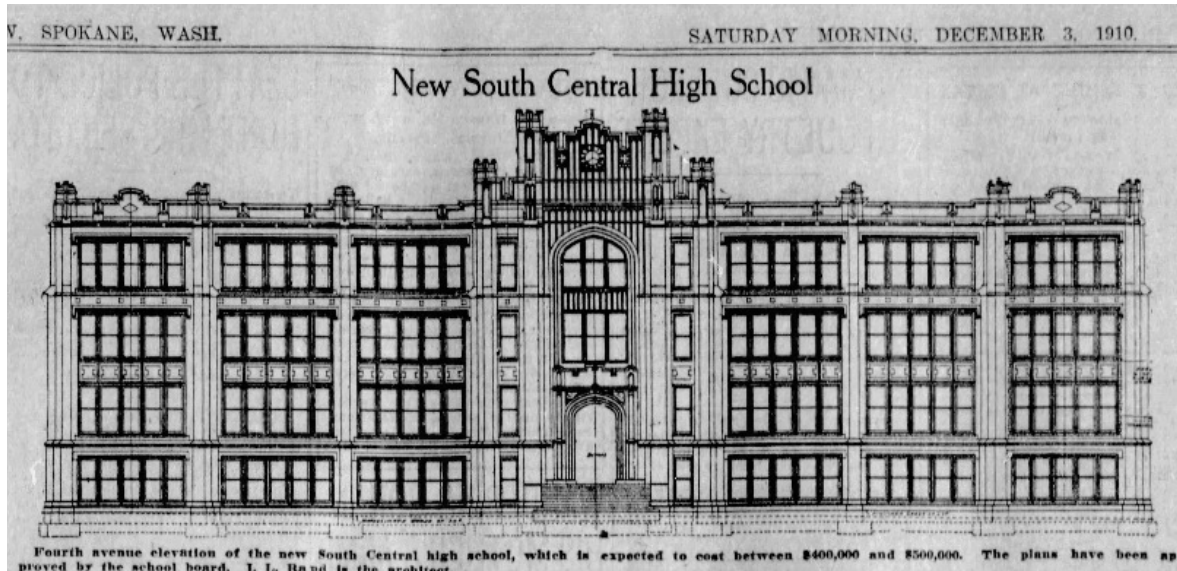 W, SPOKANE, WASH.
SATURDAY MORNING, DECEMBER 3, 1910.
New South Central High School
Fourth avenue elevation of the new South Central high school, which is expected to cost between $400,000 and $500,000. The plans have been ap
proved by the school board. L. L. Rand is the architect.